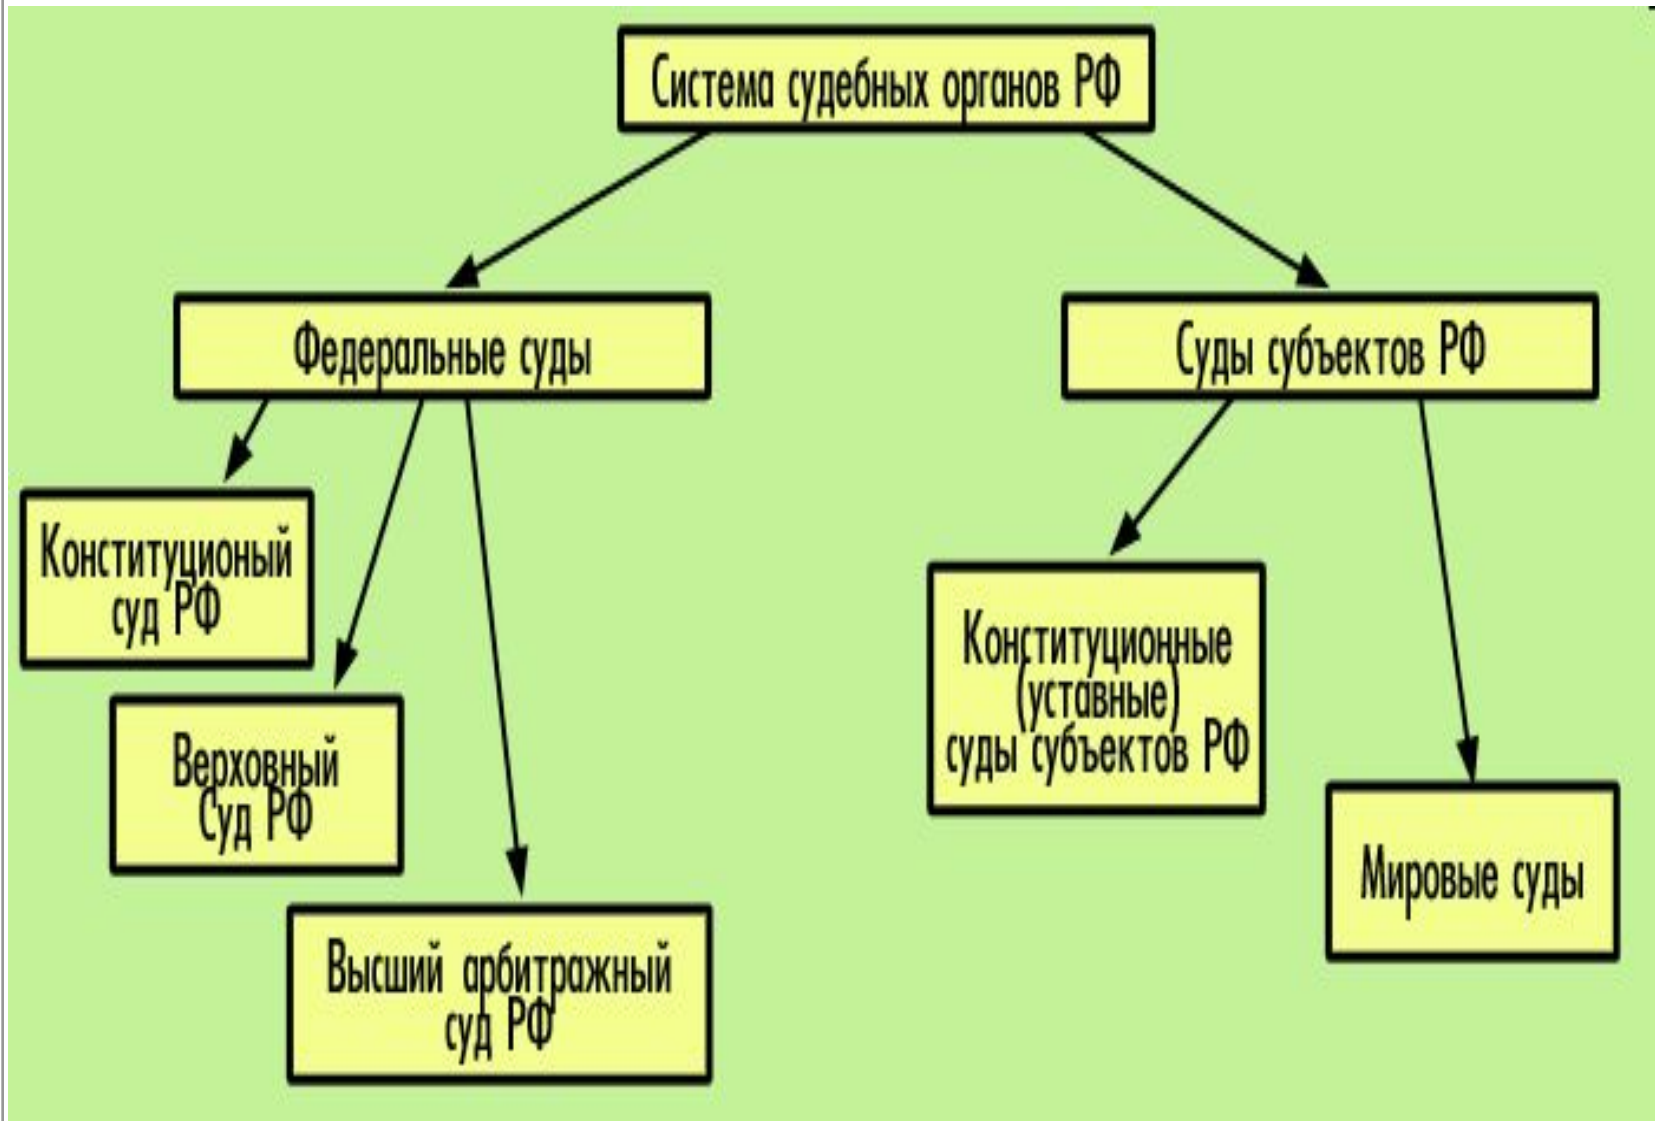 Система судебных органов РФ
Федеральные суды
Суды субъектов РФ
Конституционый
суд РФ
Верховный
Суд РФ
Высший арбитражный
суд РФ
Конституционные
(уставные)
суды субъектов РФ
Мировые суды